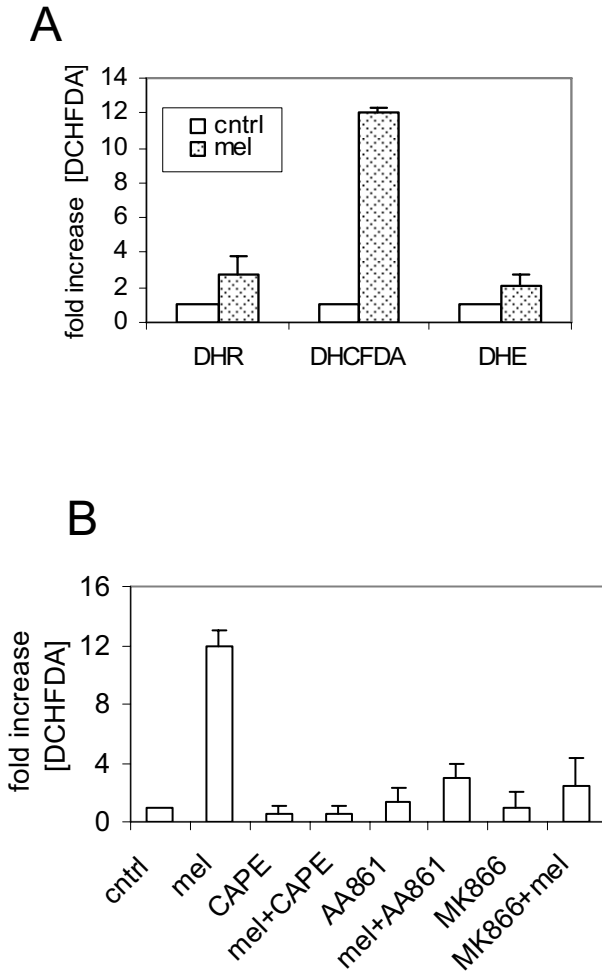 A
fold increase [DCHFDA]
14
12
10
8
6
4
2
0
cntrl
mel
DHR
DHCFDA
DHE
B
fold increase
[DCHFDA]
16
12
8
4
0
cntrl
mel
CAPE
mel+CAPE
AA861
mel+AA861
MK866
MK866+mel